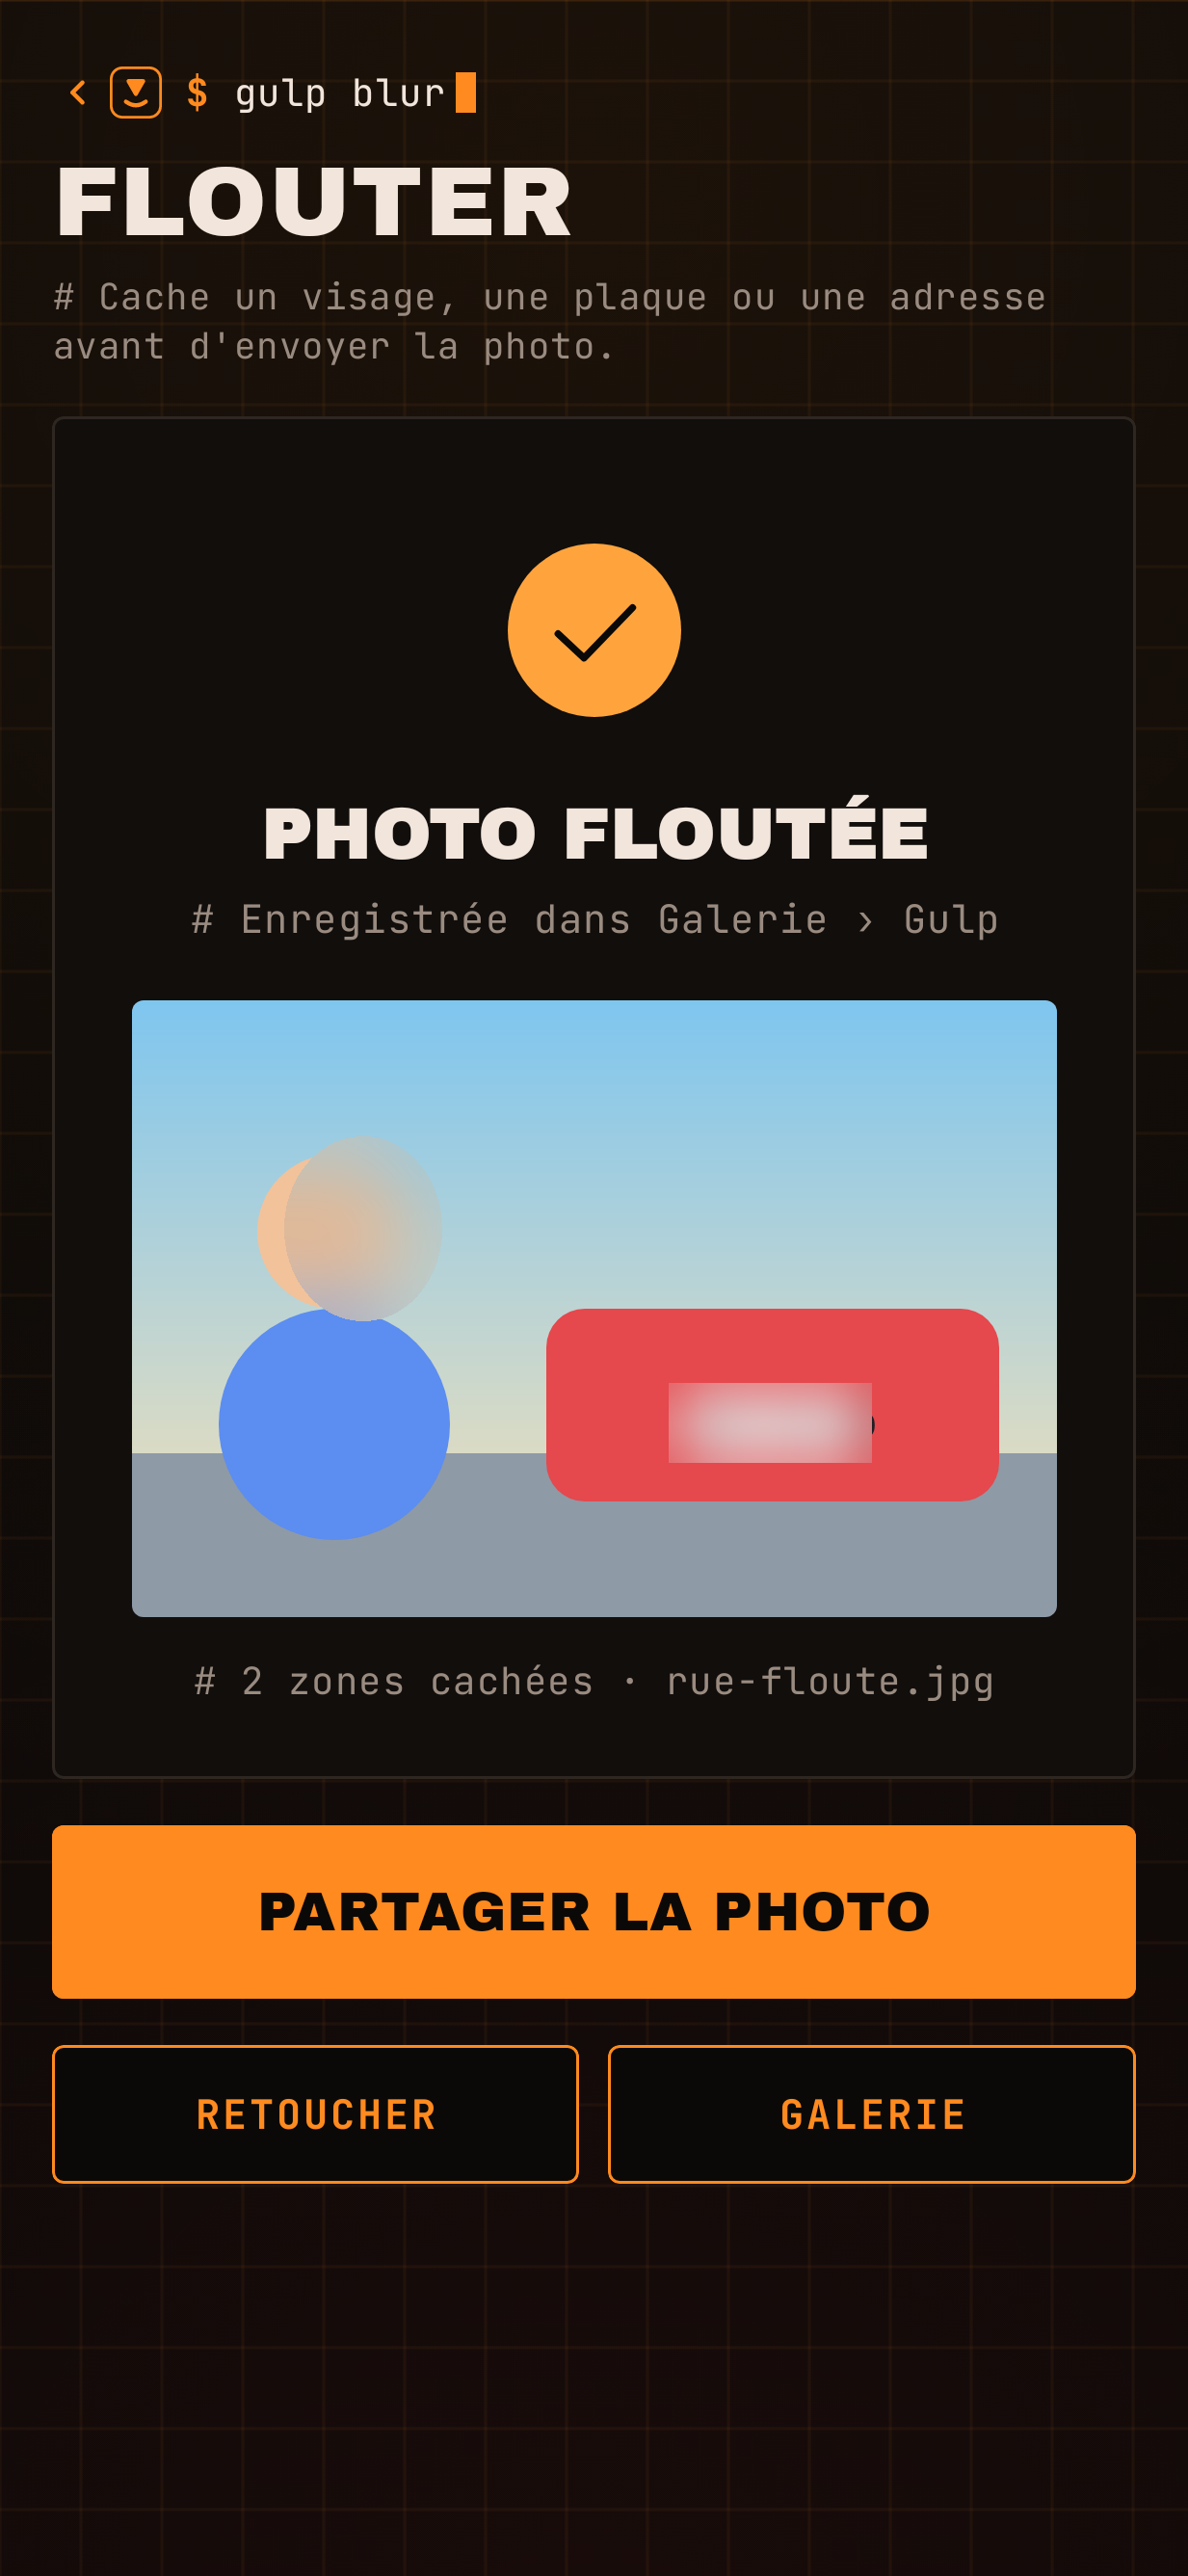 $ gulp blur
FLOUTER
# Cache un visage, une plaque ou une adresse
avant d'envoyer la photo.
PHOTO FLOUTÉE
# Enregistrée dans Galerie › Gulp
# 2 zones cachées · rue-floute.jpg
PARTAGER LA PHOTO
RETOUCHER
GALERIE